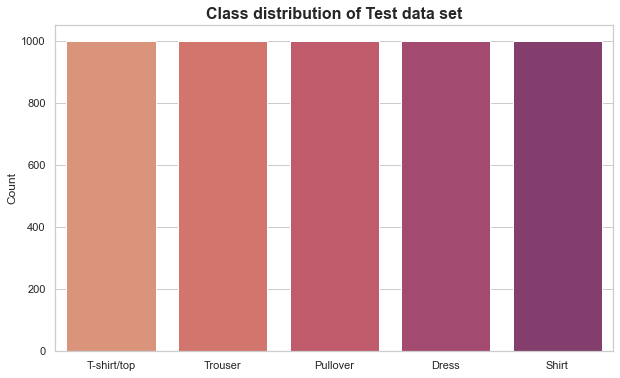 Class distribution of Test data set
Count
1000
800
600
400
200
0
T-shirt/top Trouser Pullover Dress Shirt